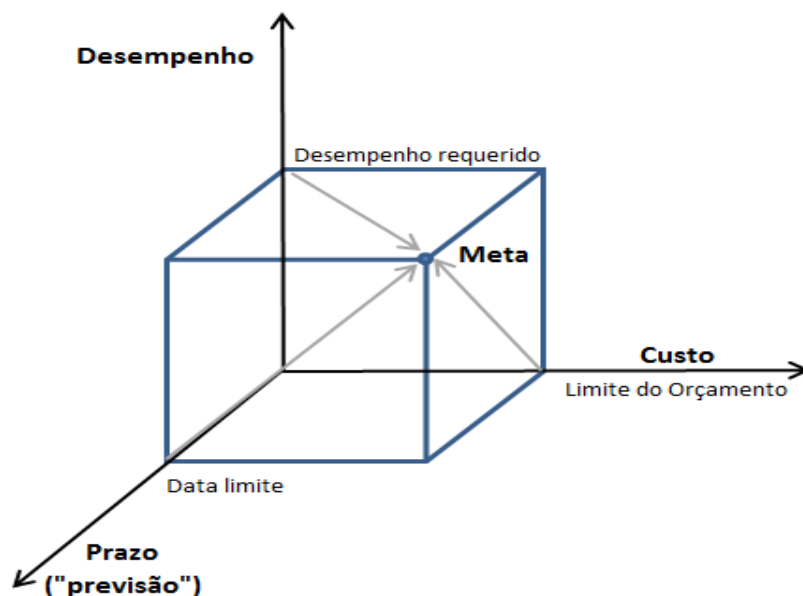 Desempenho
Desempenho requerido
Meta
Custo
Limite do Orçamento
Data limite
Prazo
("previsão")